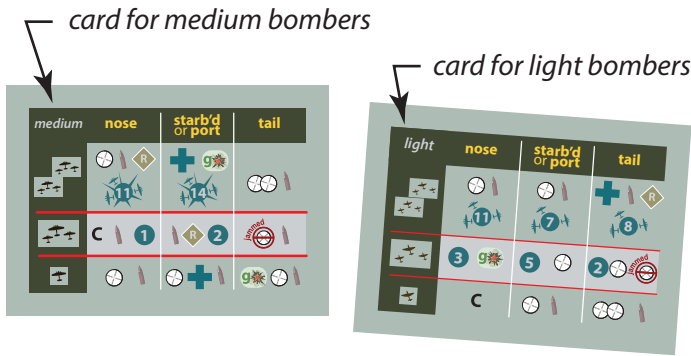 card for medium bombers
card for light bombers
medium nose starb'd or port tail
R g
11 14
C 1 R 2 jammed
g
light nose starb'd or port tail
R
11 7 8
3 g 5 2 jammed
C